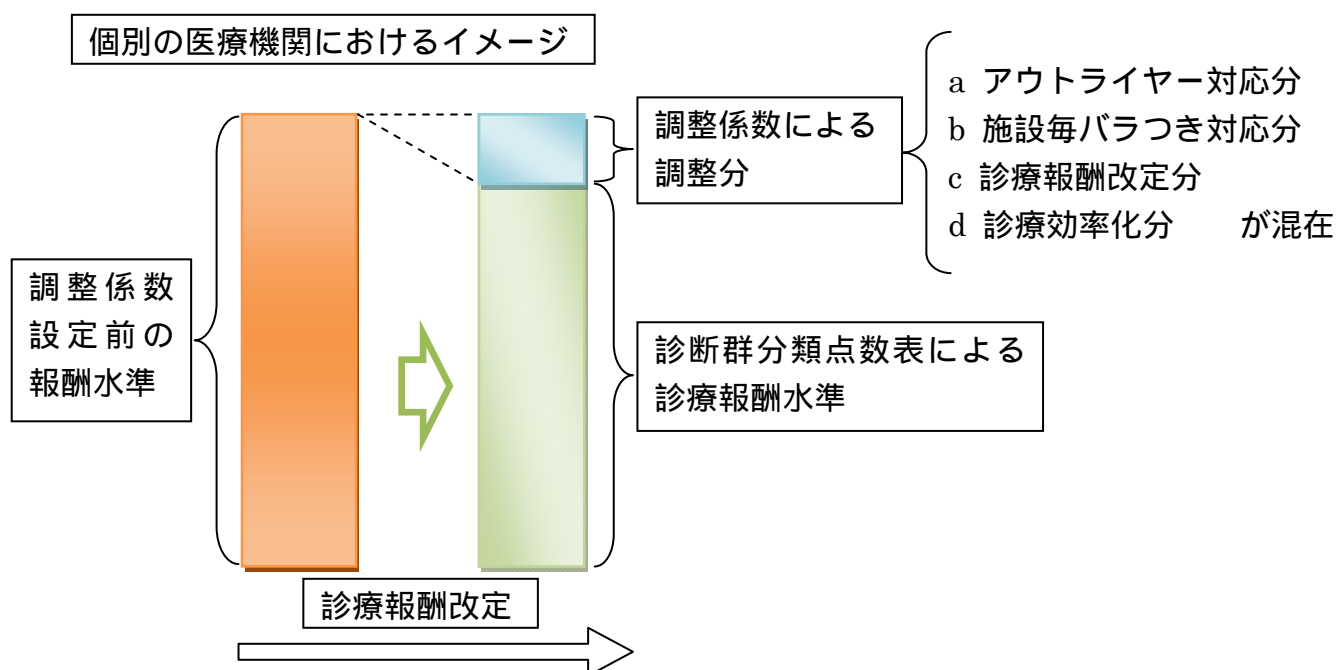 個別の医療機関におけるイメージ
調整係数による
調整分
a アウトライヤー対応分
b 施設毎バラつき対応分
c 診療報酬改定分
d 診療効率化分 が混在
調整係数
設定前の
報酬水準
診断群分類点数表による
診療報酬水準
診療報酬改定